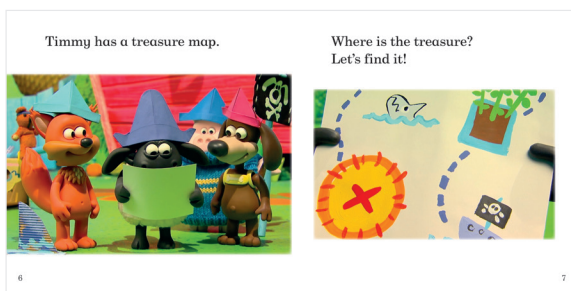 Timmy has a treasure map.
Where is the treasure?
Let's find it!
6
7